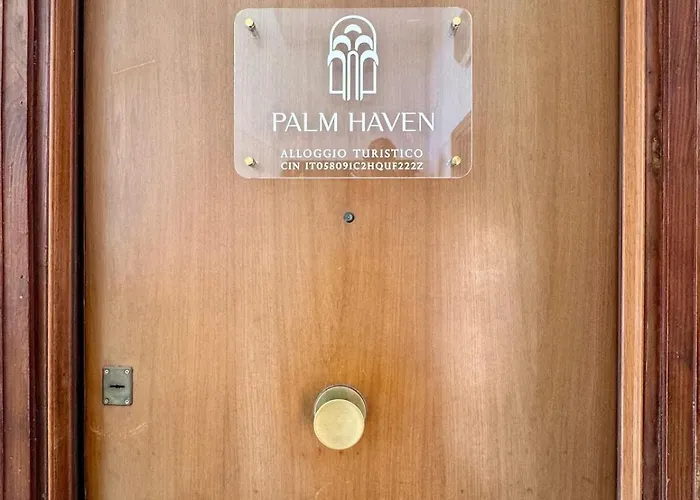 PALM HAVEN
ALLOGGIO TURISTICO
CIN IT058091C2HQUF222Z